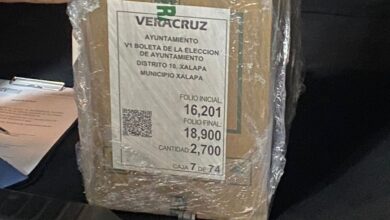 VERACRUZ
AYUNTAMIENTO
V1 BOLETA DE LA ELECCION
DE AYUNTAMIENTO
DISTRITO 10. XALAPA
MUNICIPIO XALAPA
FOLIO INICIAL:
16,201
FOLIO FINAL:
18,900
CANTIDAD: 2,700
CAJA 7 DE 74